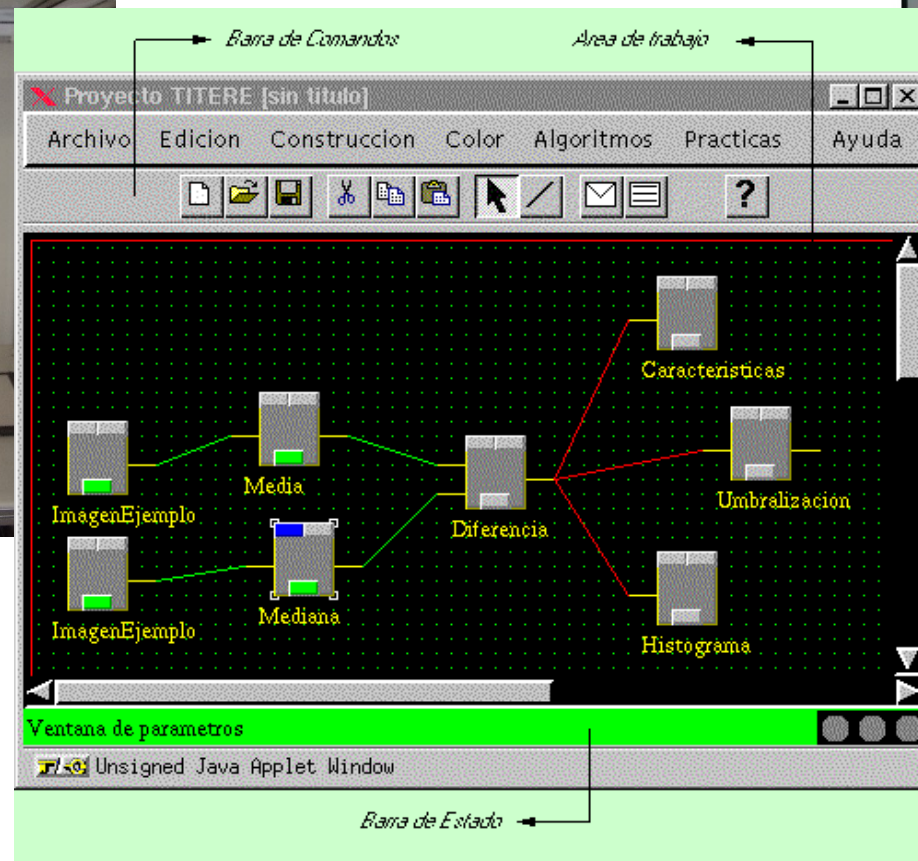 Barra de Comandos
Area de trabajo
Proyecto TITERE [sin titulo]
Archivo Edicion Construccion Color Algoritmos Practicas Ayuda
?
Caracteristicas
Media
ImagenEjemplo
Umbralizacion
Diferencia
Mediana
ImagenEjemplo
Histograma
Ventana de parametros
Unsigned Java Applet Window
Barra de Estado